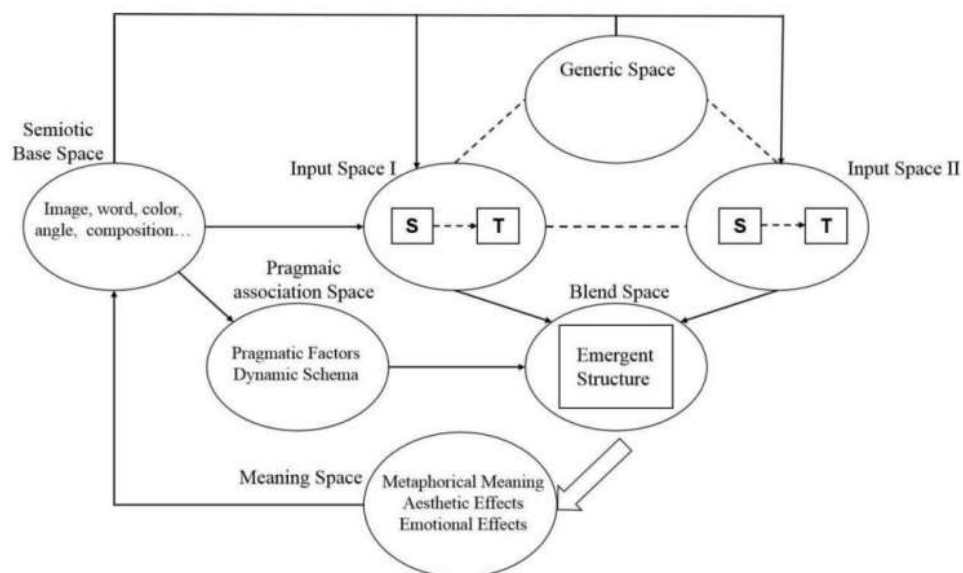 Generic Space
Semiotic
Base Space
Input Space I
Input Space II
Image, word, color,
angle, composition…
S
T
S
T
Pragmaic
association Space
Blend Space
Pragmatic Factors
Dynamic Schema
Emergent
Structure
Meaning Space
Metaphorical Meaning
Aesthetic Effects
Emotional Effects